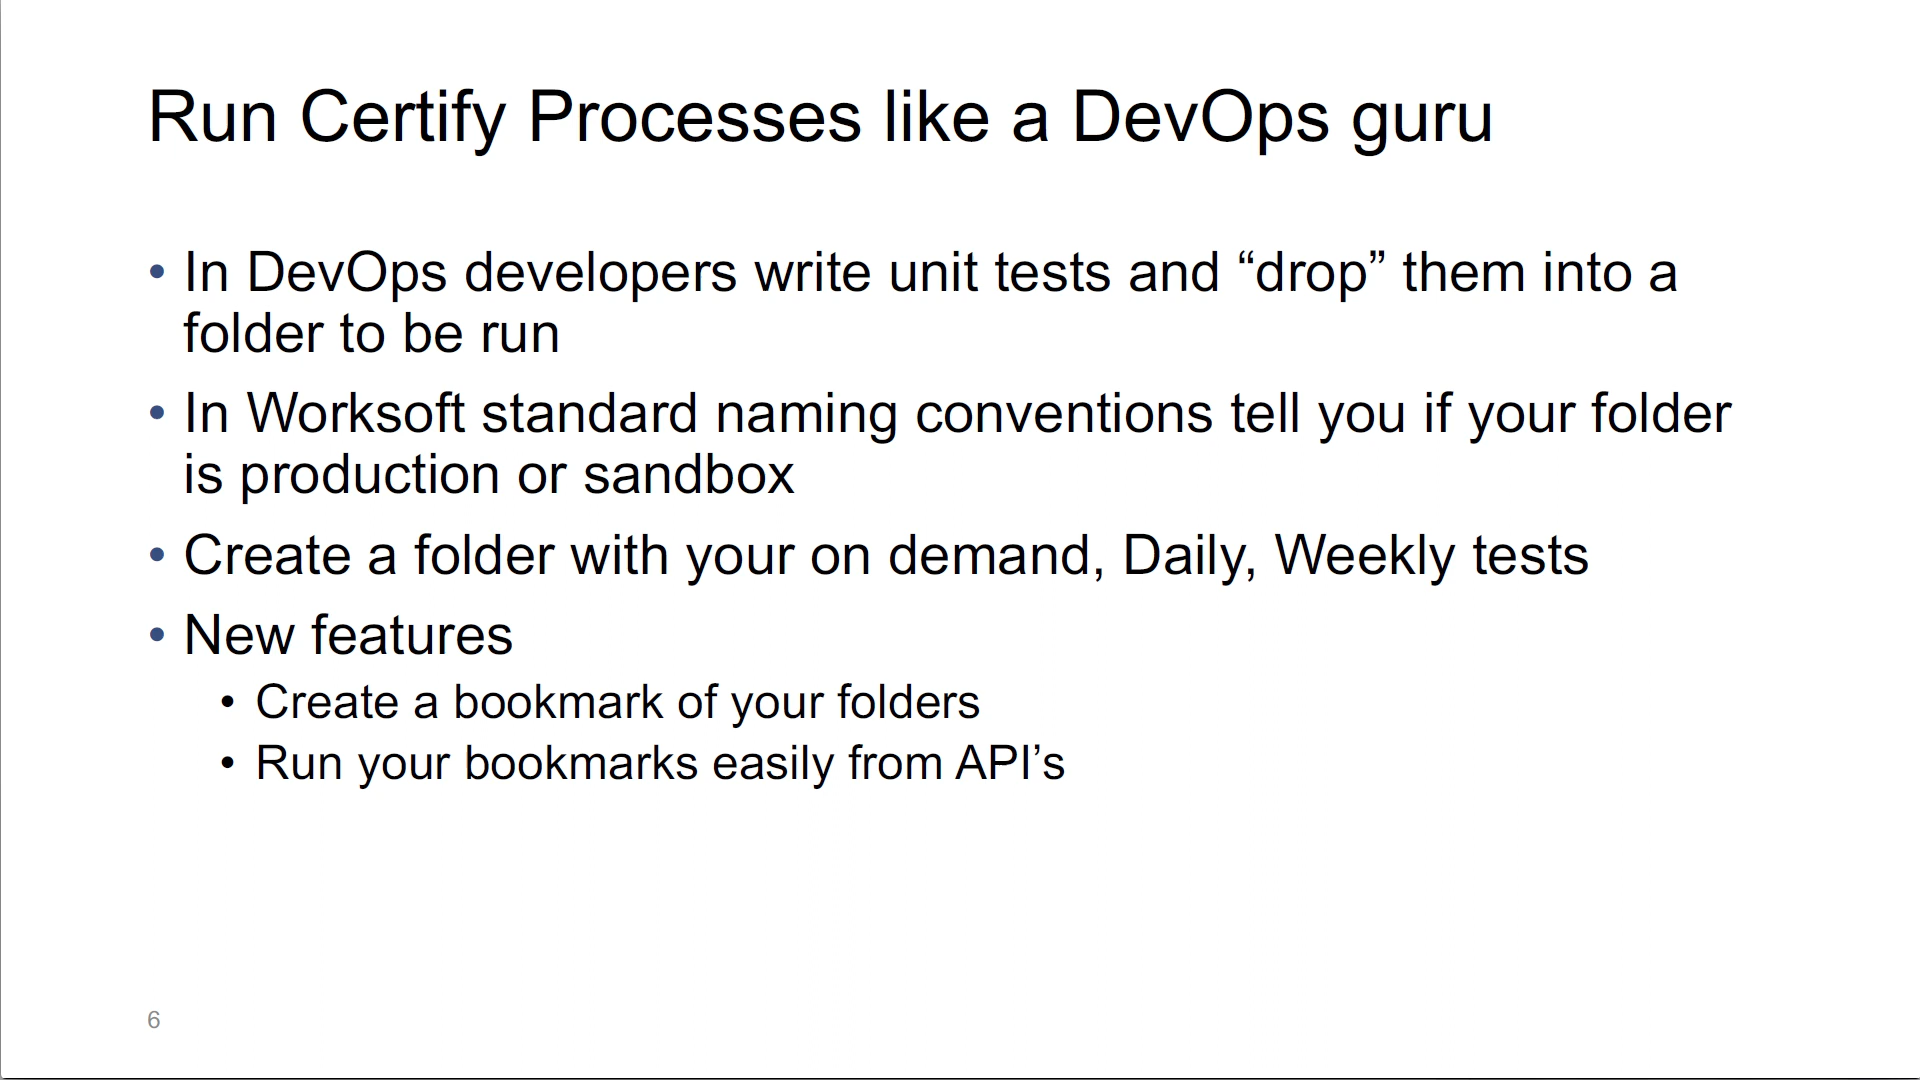 Run Certify Processes like a DevOps guru
• In DevOps developers write unit tests and “drop” them into a
folder to be run
• In Worksoft standard naming conventions tell you if your folder
is production or sandbox
• Create a folder with your on demand, Daily, Weekly tests
• New features
• Create a bookmark of your folders
• Run your bookmarks easily from API’s
6